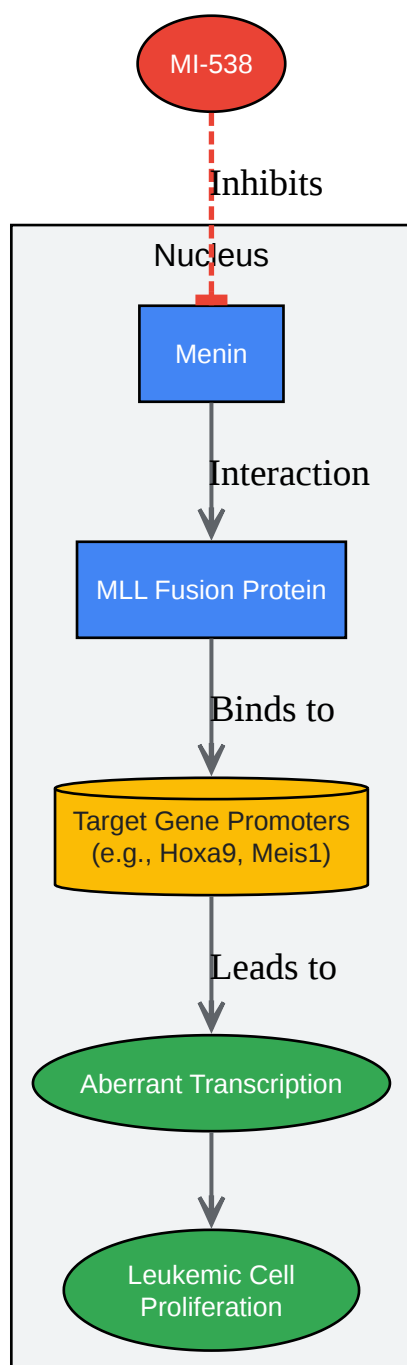 MI-538
Inhibits
Nucleus
Menin
Interaction
MLL Fusion Protein
Binds to
Target Gene Promoters
(e.g., Hoxa9, Meis1)
Leads to
Aberrant Transcription
Leukemic Cell
Proliferation